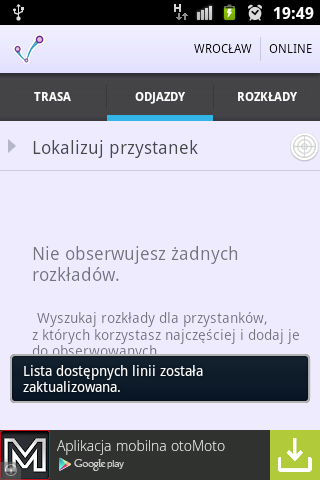 H 19:49
WROCŁAW ONLINE
TRASA ODJAZDY ROZKŁADY
Lokalizuj przystanek
Nie obserwujesz żadnych
rozkładów.
Wyszukaj rozkłady dla przystanków,
z których korzystasz najczęściej i dodaj je
do obserwowanych
Lista dostępnych linii została
zaktualizowana.
M Aplikacja mobilna otoMoto
Google play